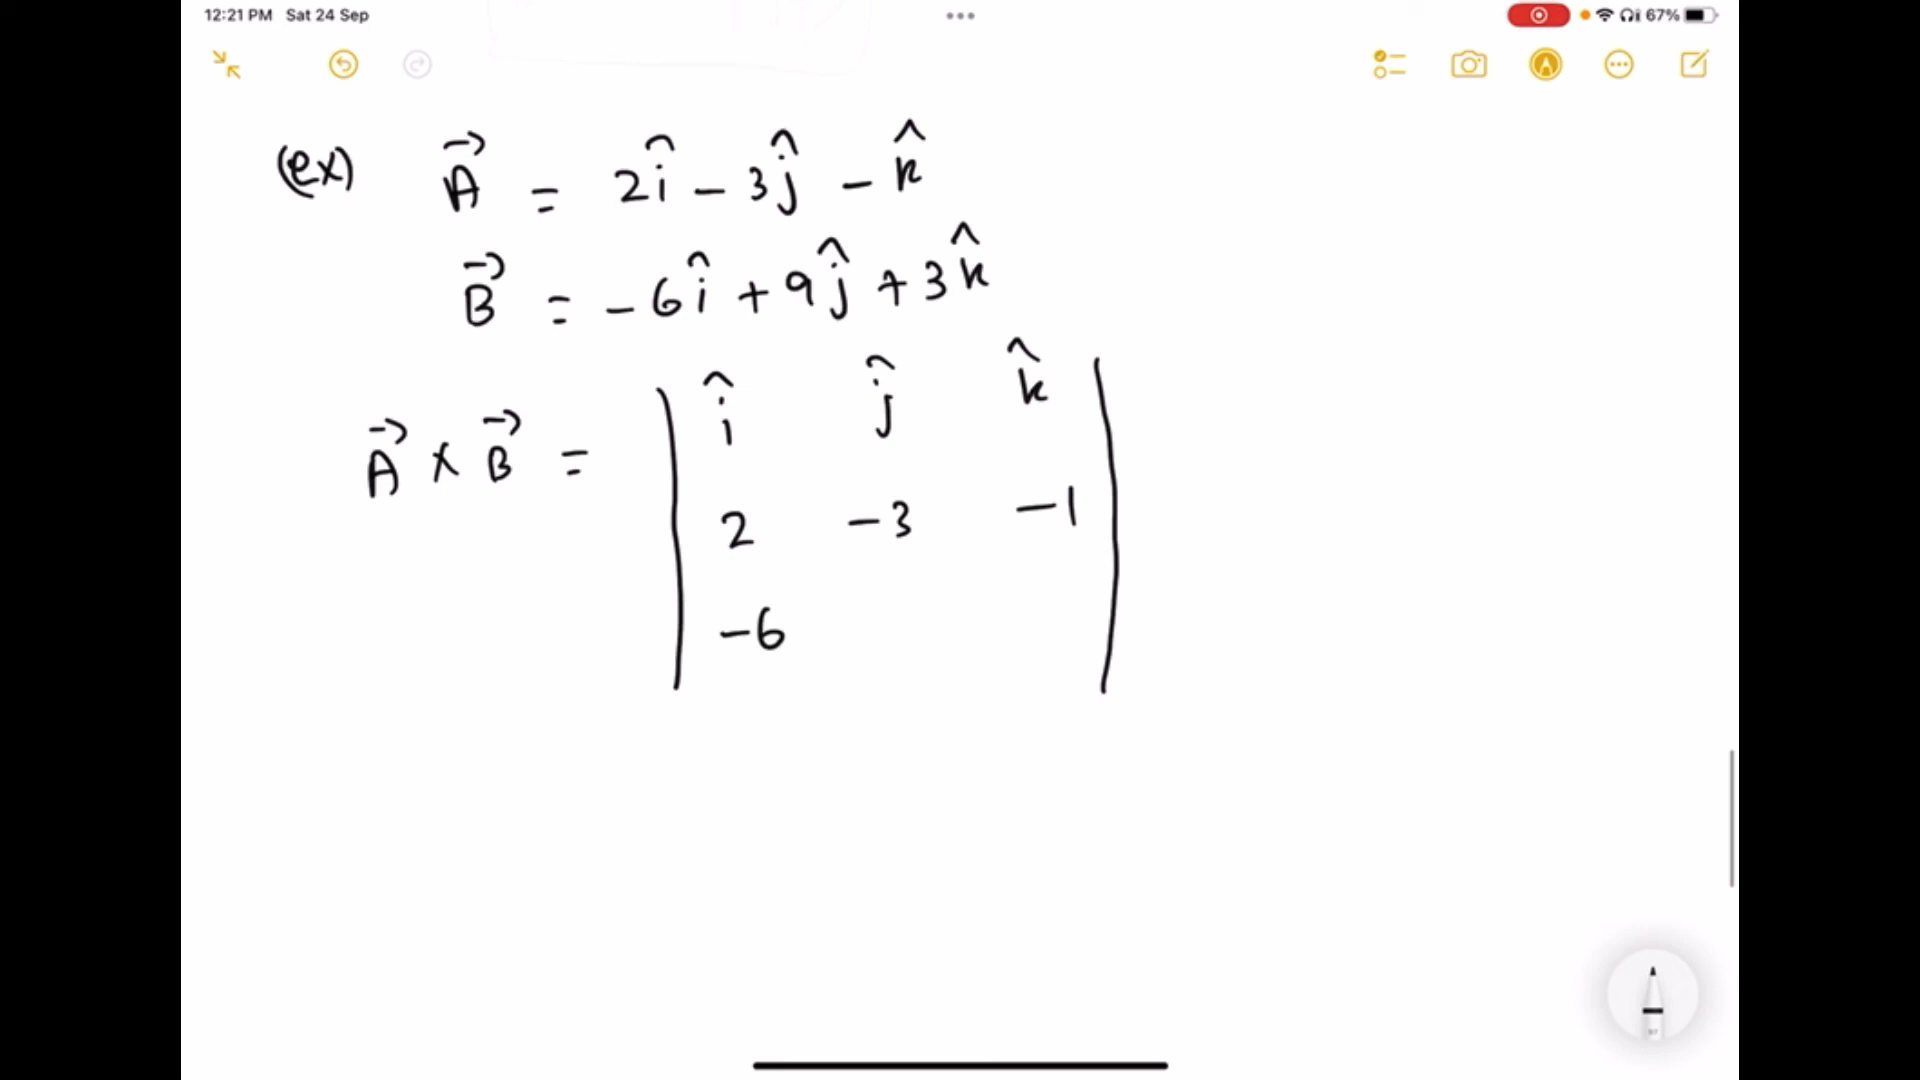 12:21 PM Sat 24 Sep
67%
(ex) A⃗ = 2î - 3ĵ - k̂
B⃗ = - 6î + 9ĵ + 3k̂
A⃗ × B⃗ = | î ĵ k̂ |
2 -3 -1
-6